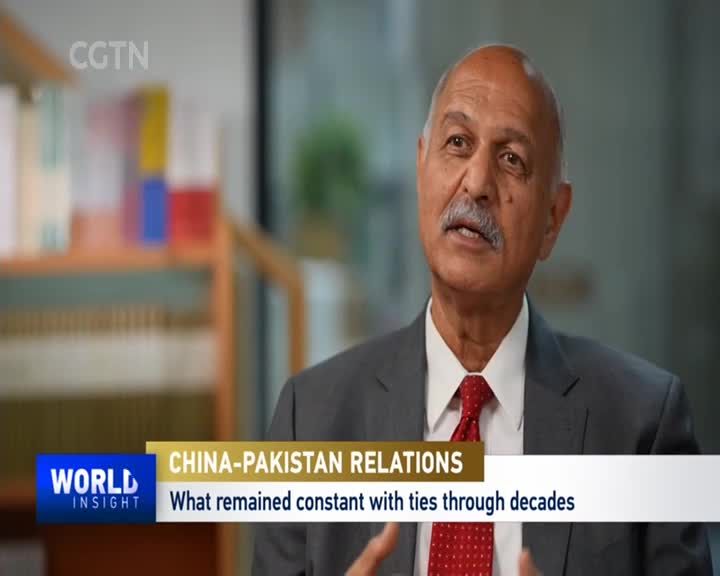 CGTN
CHINA-PAKISTAN RELATIONS
WORLD
INSIGHT
What remained constant with ties through decades